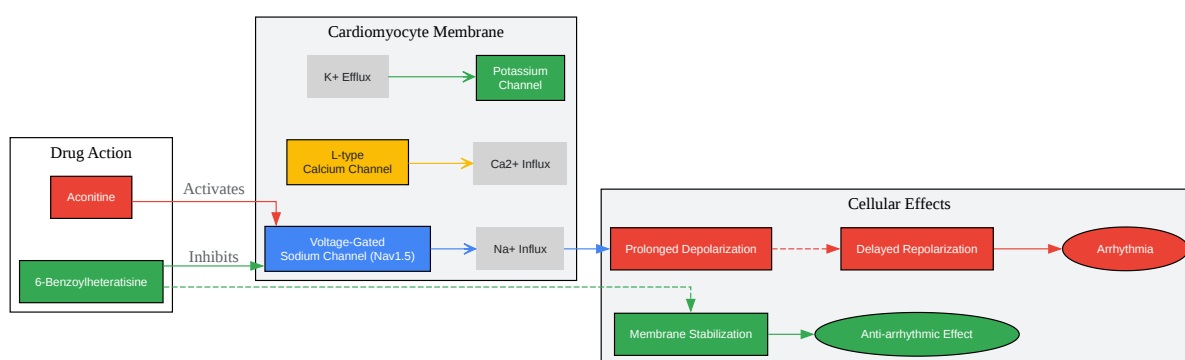 Cardiomyocyte Membrane
K+ Efflux
Potassium
Channel
L-type
Calcium Channel
Ca2+ Influx
Drug Action
Aconitine
Activates
6-Benzoylheteratisine
Inhibits
Voltage-Gated
Sodium Channel (Nav1.5)
Na+ Influx
Cellular Effects
Prolonged Depolarization
Delayed Repolarization
Arrhythmia
Membrane Stabilization
Anti-arrhythmic Effect